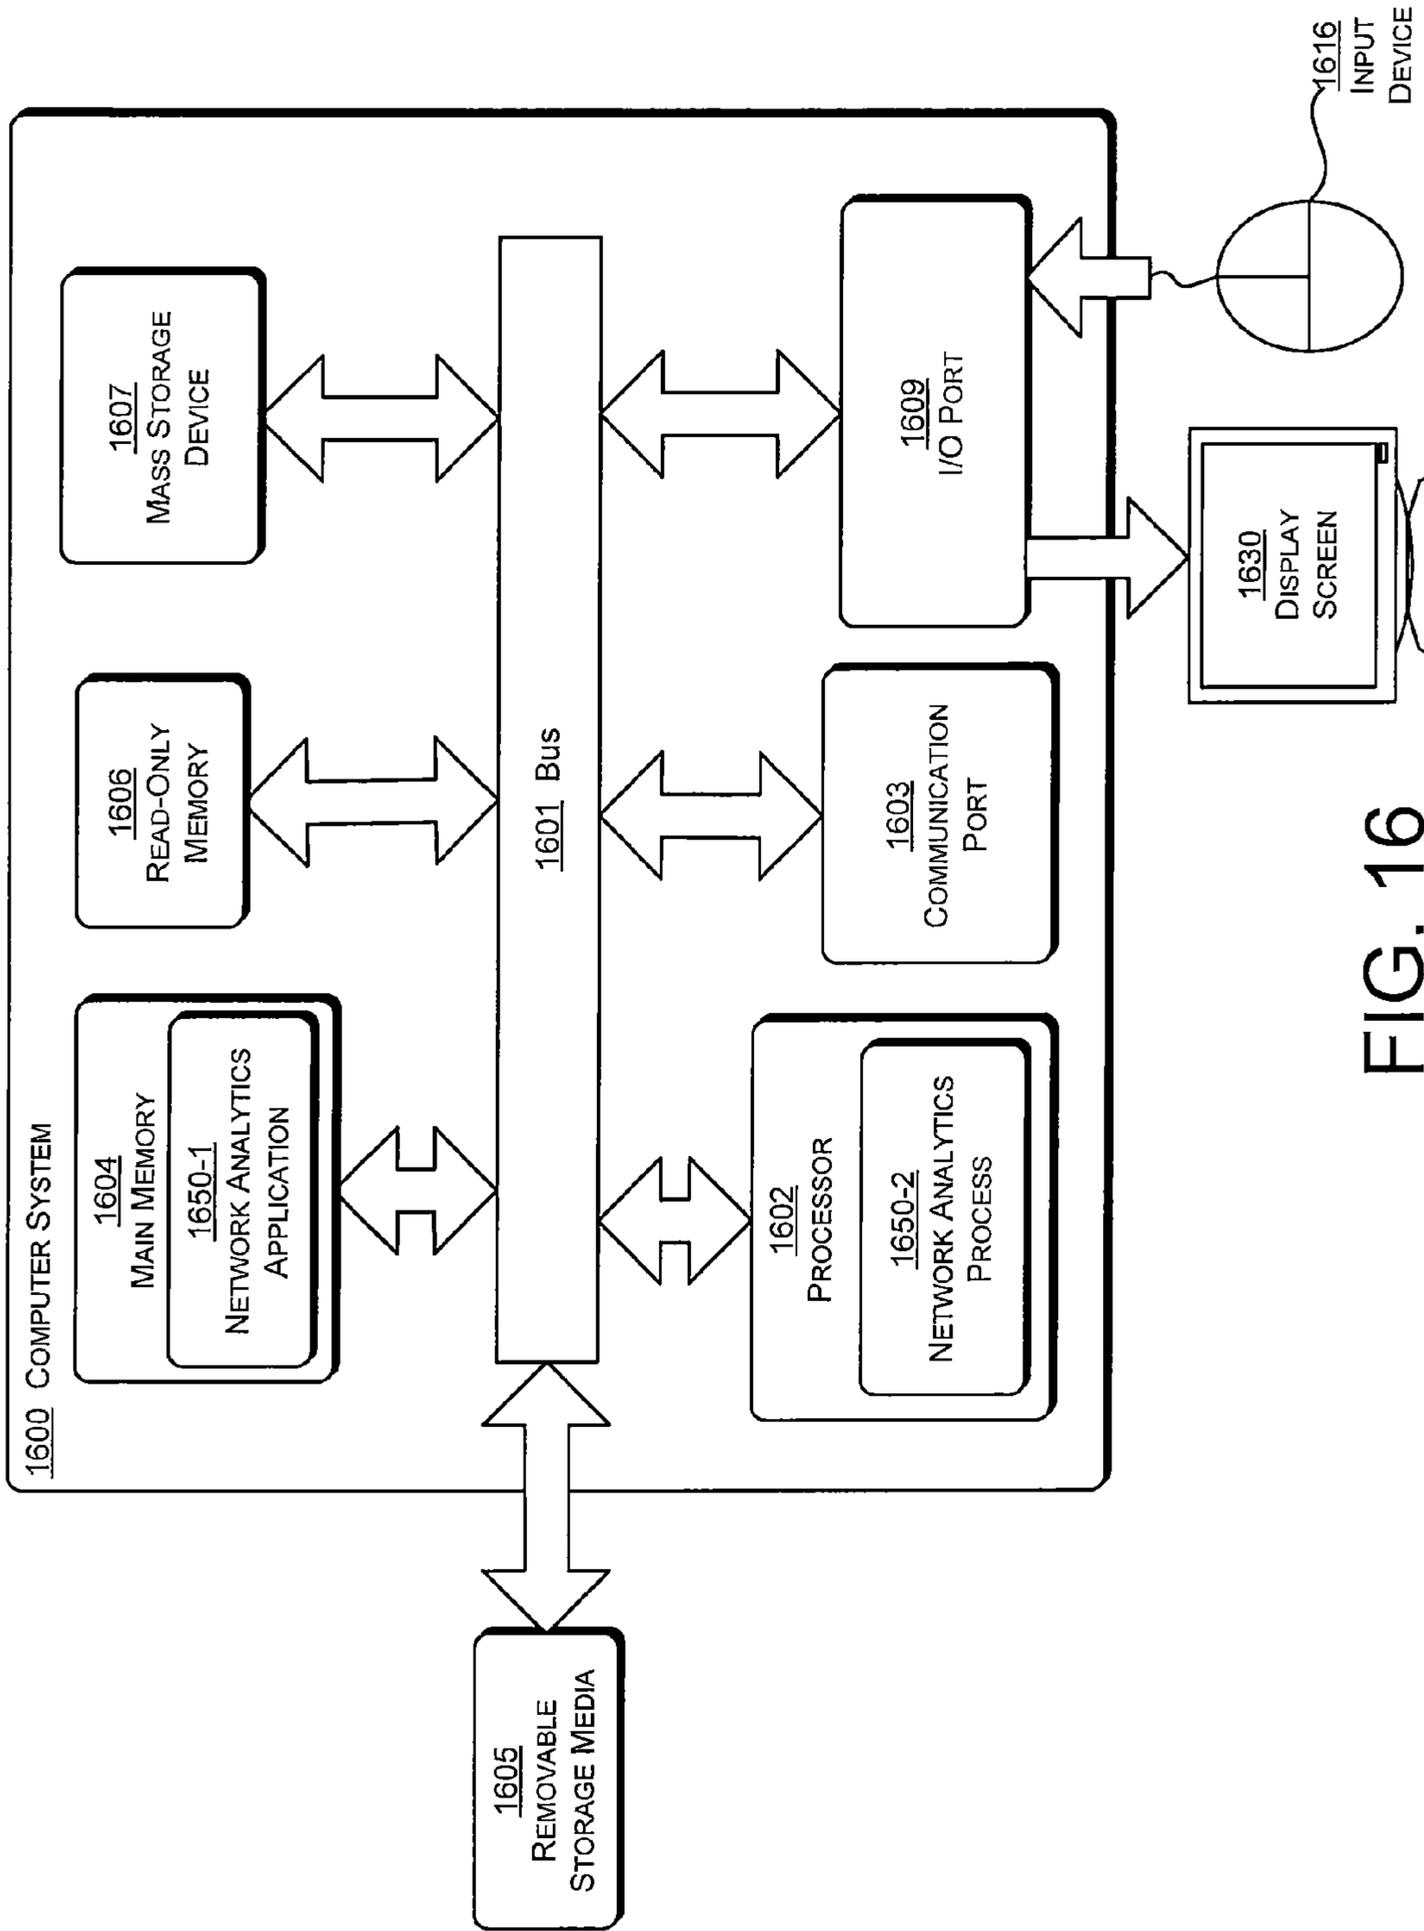 1600 COMPUTER SYSTEM
1604
MAIN MEMORY
1650-1
NETWORK ANALYTICS
APPLICATION
1606
READ-ONLY
MEMORY
1607
MASS STORAGE
DEVICE
1605
REMOVABLE
STORAGE MEDIA
1601 Bus
1602
PROCESSOR
1650-2
NETWORK ANALYTICS
PROCESS
1603
COMMUNICATION
PORT
1609
I/O PORT
1630
DISPLAY
SCREEN
1616
INPUT
DEVICE
FIG. 16